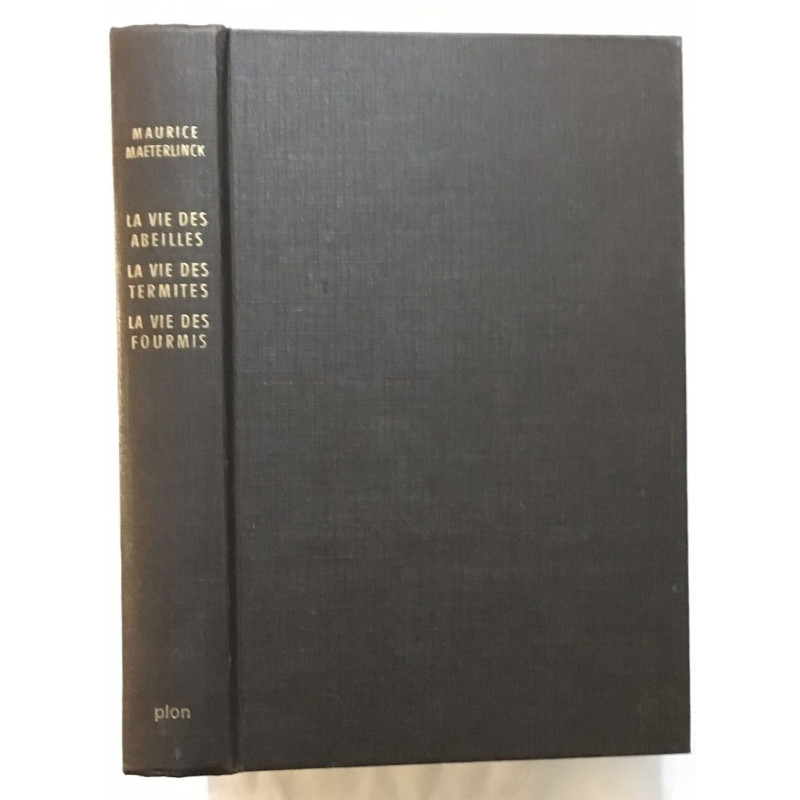 MAURICE
MAETERLINCK
LA VIE DES
ABEILLES
LA VIE DES
TERMITES
LA VIE DES
FOURMIS
plon